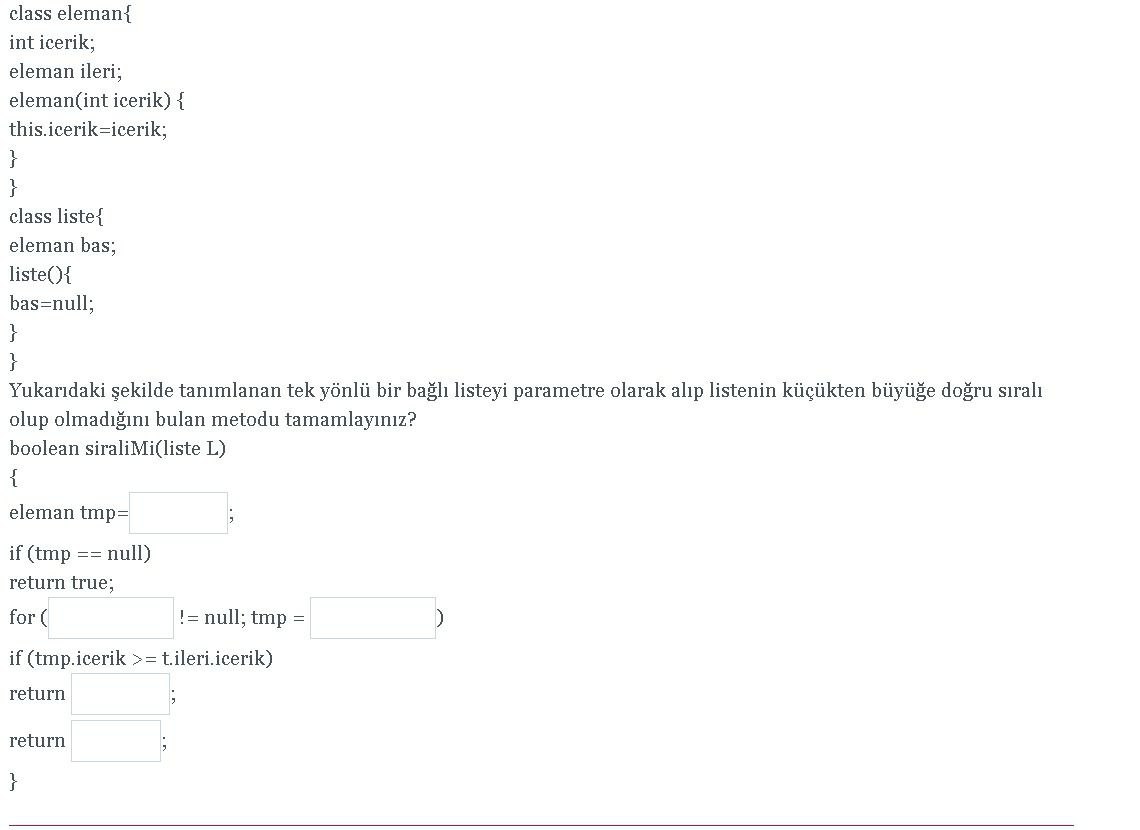 class eleman{
int icerik;
eleman ileri;
eleman(int icerik) {
this.icerik=icerik;
}
}
class liste{
eleman bas;
liste(){
bas=null;
}
}
Yukarıdaki şekilde tanımlanan tek yönlü bir bağlı listeyi parametre olarak alıp listenin küçükten büyüğe doğru sıralı
olup olmadığını bulan metodu tamamlayınız?
boolean siraliMi(liste L)
{
eleman tmp= ;
if (tmp == null)
return true;
for ( != null; tmp = )
if (tmp.icerik >= t.ileri.icerik)
return ;
return ;
}